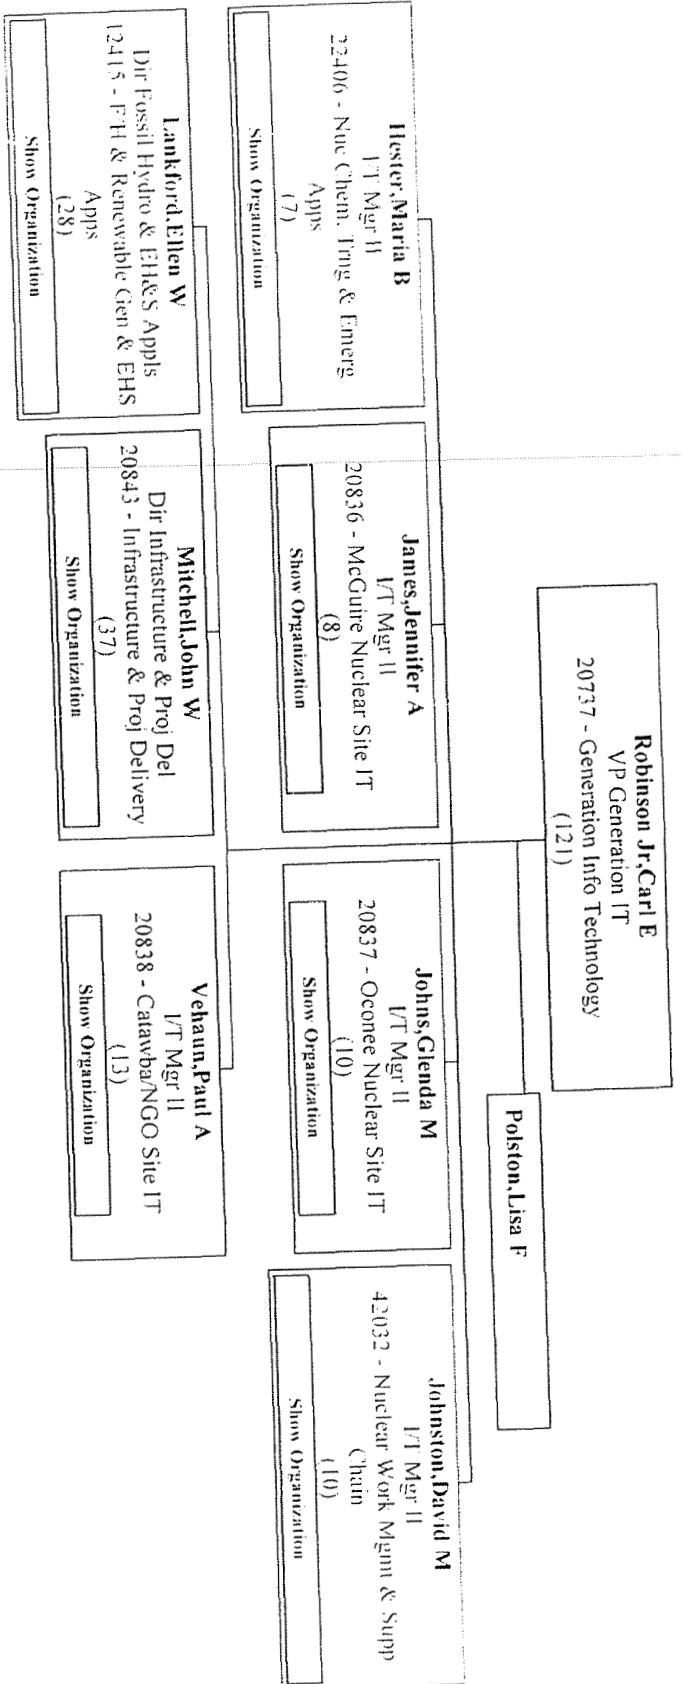 Robinson Jr,Carl E
VP Generation IT
20737 - Generation Info Technology
(121)
Polston,Lisa F
Hester,Maria B
I/T Mgr II
22406 - Nuc Chem, Trng & Emerg
Apps
(7)
Show Organization
James,Jennifer A
I/T Mgr II
20836 - McGuire Nuclear Site IT
(8)
Show Organization
Johns,Glenda M
I/T Mgr II
20837 - Oconee Nuclear Site IT
(10)
Show Organization
Johnston,David M
I/T Mgr II
42032 - Nuclear Work Mgmt & Supp
Chain
(10)
Show Organization
Lankford,Ellen W
Dir Fossil Hydro & EH&S Appls
12415 - F/H & Renewable Gen & EHS
Apps
(28)
Show Organization
Mitchell,John W
Dir Infrastructure & Proj Del
20843 - Infrastructure & Proj Delivery
(37)
Show Organization
Vehaun,Paul A
I/T Mgr II
20838 - Catawba/NGO Site IT
(13)
Show Organization